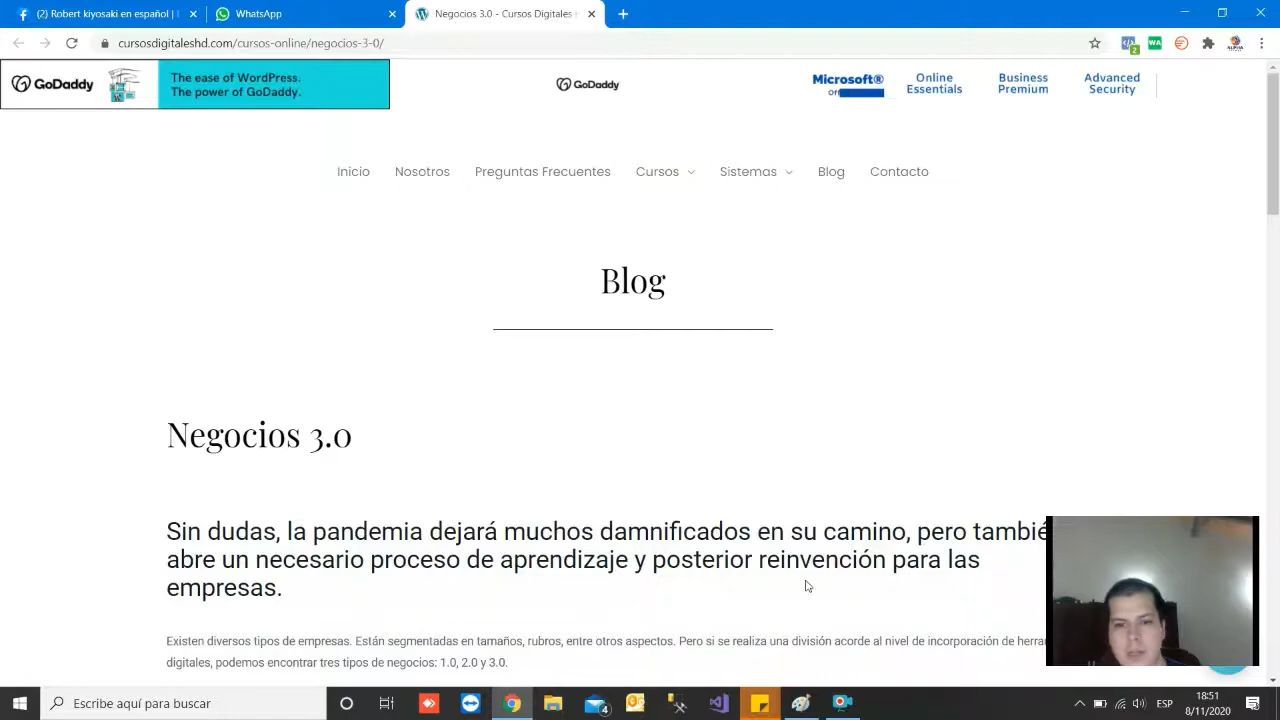 (2) Robert kiyosaki en español |
WhatsApp
Negocios 3.0 - Cursos Digitales
cursosdigitaleshd.com/cursos-online/negocios-3-0/
2
WA
GoDaddy
The ease of WordPress.
The power of GoDaddy.
GoDaddy
Microsoft®
Online
Essentials
Business
Premium
Advanced
Security
Inicio
Nosotros
Preguntas Frecuentes
Cursos
Sistemas
Blog
Contacto
Blog
Negocios 3.0
Sin dudas, la pandemia dejará muchos damnificados en su camino, pero
abre un necesario proceso de aprendizaje y posterior reinvención para las
empresas.
Existen diversos tipos de empresas. Están segmentadas en tamaños, rubros, entre otros aspectos. Pero si se realiza una división acorde al nivel de incorporación de
digitales, podemos encontrar tres tipos de negocios: 1.0, 2.0 y 3.0.
Escribe aquí para buscar
4
ESP
18:51
8/11/2020